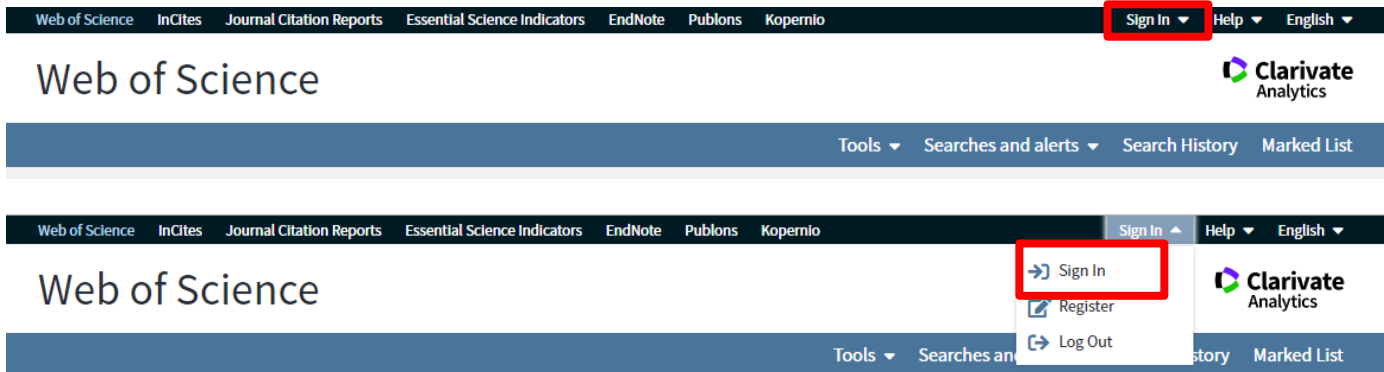 Web of Science InCites Journal Citation Reports Essential Science Indicators EndNote Publons Kopernio Sign In Help English
Web of Science
Clarivate
Analytics
Tools Searches and alerts Search History Marked List
Web of Science InCites Journal Citation Reports Essential Science Indicators EndNote Publons Kopernio Sign In Help English
Sign In
Web of Science
Clarivate
Analytics
Register
Log Out
Tools Searches an story Marked List